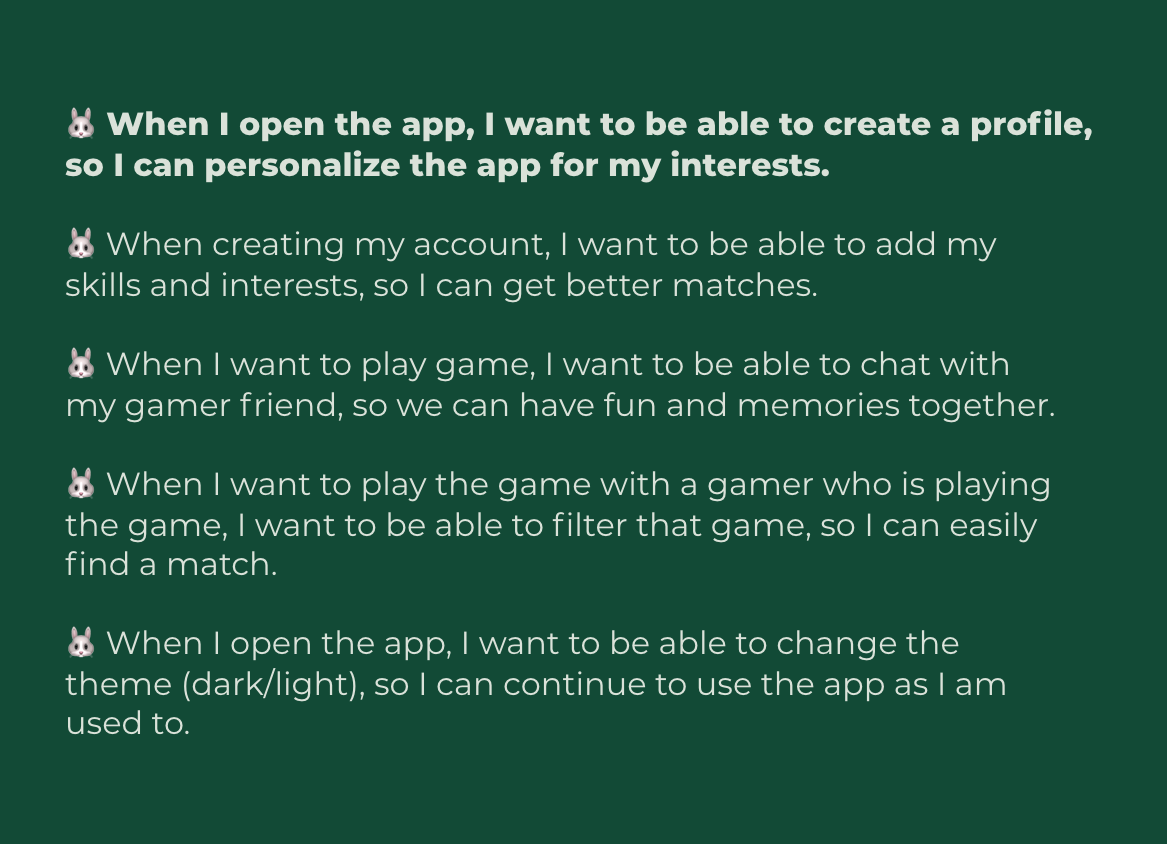 🐰 When I open the app, I want to be able to create a profile,
so I can personalize the app for my interests.
🐰 When creating my account, I want to be able to add my
skills and interests, so I can get better matches.
🐰 When I want to play game, I want to be able to chat with
my gamer friend, so we can have fun and memories together.
🐰 When I want to play the game with a gamer who is playing
the game, I want to be able to filter that game, so I can easily
find a match.
🐰 When I open the app, I want to be able to change the
theme (dark/light), so I can continue to use the app as I am
used to.